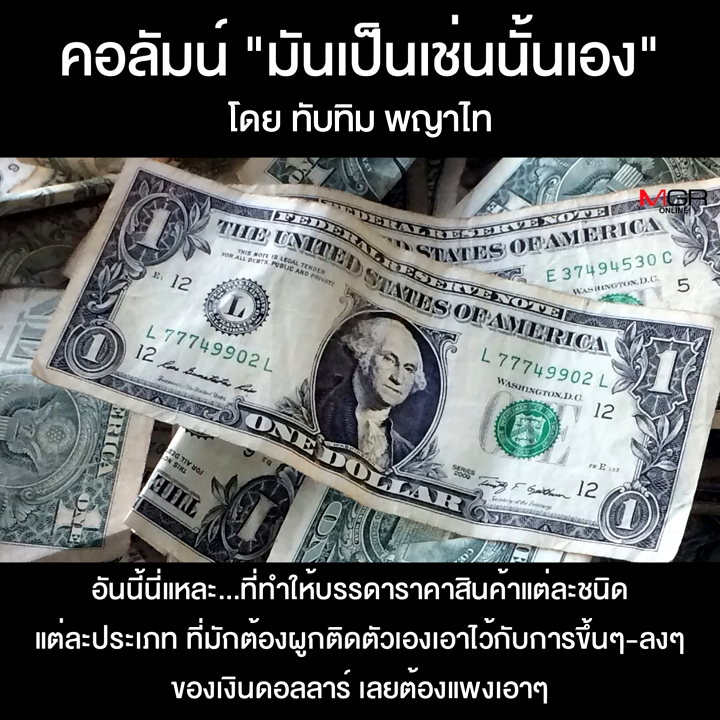 คอลัมน์ "มันเป็นเช่นนั้นเอง"
โดย ทับทิม พญาไท
MGR
ONLINE
FEDERAL RESERVE NOTE
THE UNITED STATES OF AMERICA
THIS NOTE IS LEGAL TENDER
FOR ALL DEBTS, PUBLIC AND PRIVATE
FEDERAL RESERVE NOTE
STATES OF AMERICA
E 37494530 C
WASHINGTON, D.C.
5
1
12
L
L 77749902 L
12
1
L 77749902 L
WASHINGTON, D.C.
12
1
SERIES
2009
12
1
ONE DOLLAR
อันนี้นี่แหละ...ที่ทำให้บรรดาราคาสินค้าแต่ละชนิด
แต่ละประเภท ที่มักต้องผูกติดตัวเองเอาไว้กับการขึ้นๆ-ลงๆ
ของเงินดอลลาร์ เลยต้องแพงเอาๆ